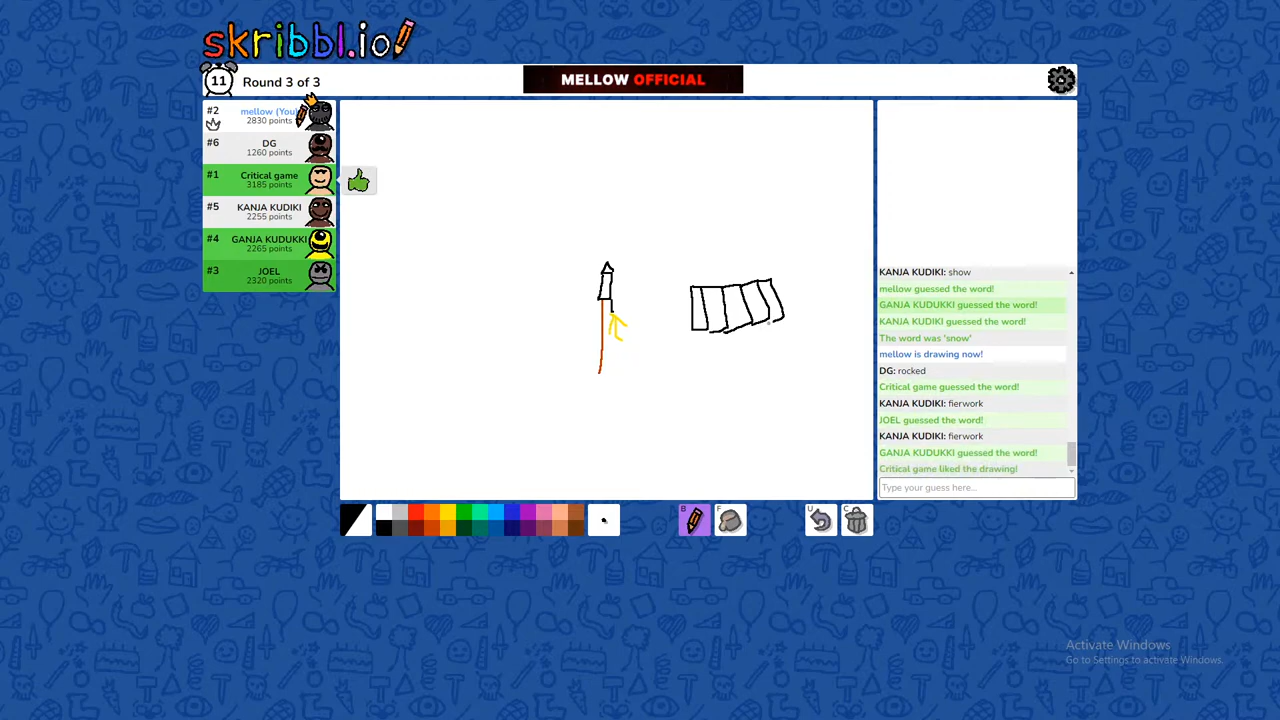 skribbl.io
11
Round 3 of 3
MELLOW OFFICIAL
#2
mellow (You)
2830 points
#6
DG
1260 points
#1
Critical game
3185 points
#5
KANJA KUDIKI
2255 points
#4
GANJA KUDUKKI
2265 points
#3
JOEL
2320 points
KANJA KUDIKI: show
mellow guessed the word!
GANJA KUDUKKI guessed the word!
KANJA KUDIKI guessed the word!
The word was 'snow'
mellow is drawing now!
DG: rocked
Critical game guessed the word!
KANJA KUDIKI: fierwork
JOEL guessed the word!
KANJA KUDIKI: fierwork
GANJA KUDUKKI guessed the word!
Critical game liked the drawing!
Type your guess here...
B
F
U
C
Activate Windows
Go to Settings to activate Windows.